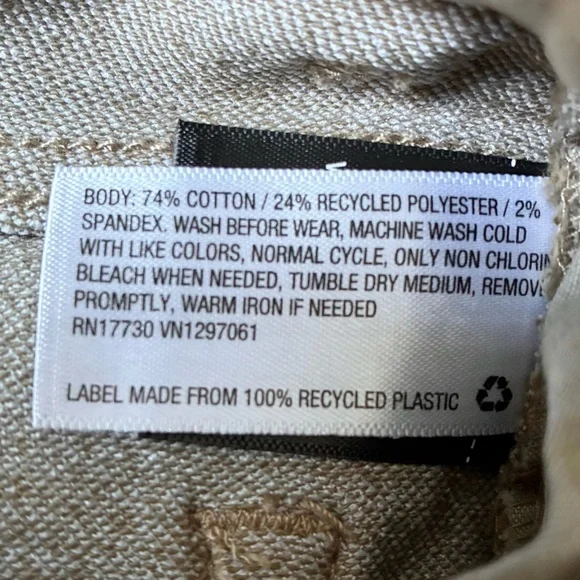 BODY: 74% COTTON / 24% RECYCLED POLYESTER / 2%
SPANDEX. WASH BEFORE WEAR, MACHINE WASH COLD
WITH LIKE COLORS, NORMAL CYCLE, ONLY NON CHLORIN
BLEACH WHEN NEEDED, TUMBLE DRY MEDIUM, REMOVE
PROMPTLY, WARM IRON IF NEEDED
RN17730 VN1297061
LABEL MADE FROM 100% RECYCLED PLASTIC